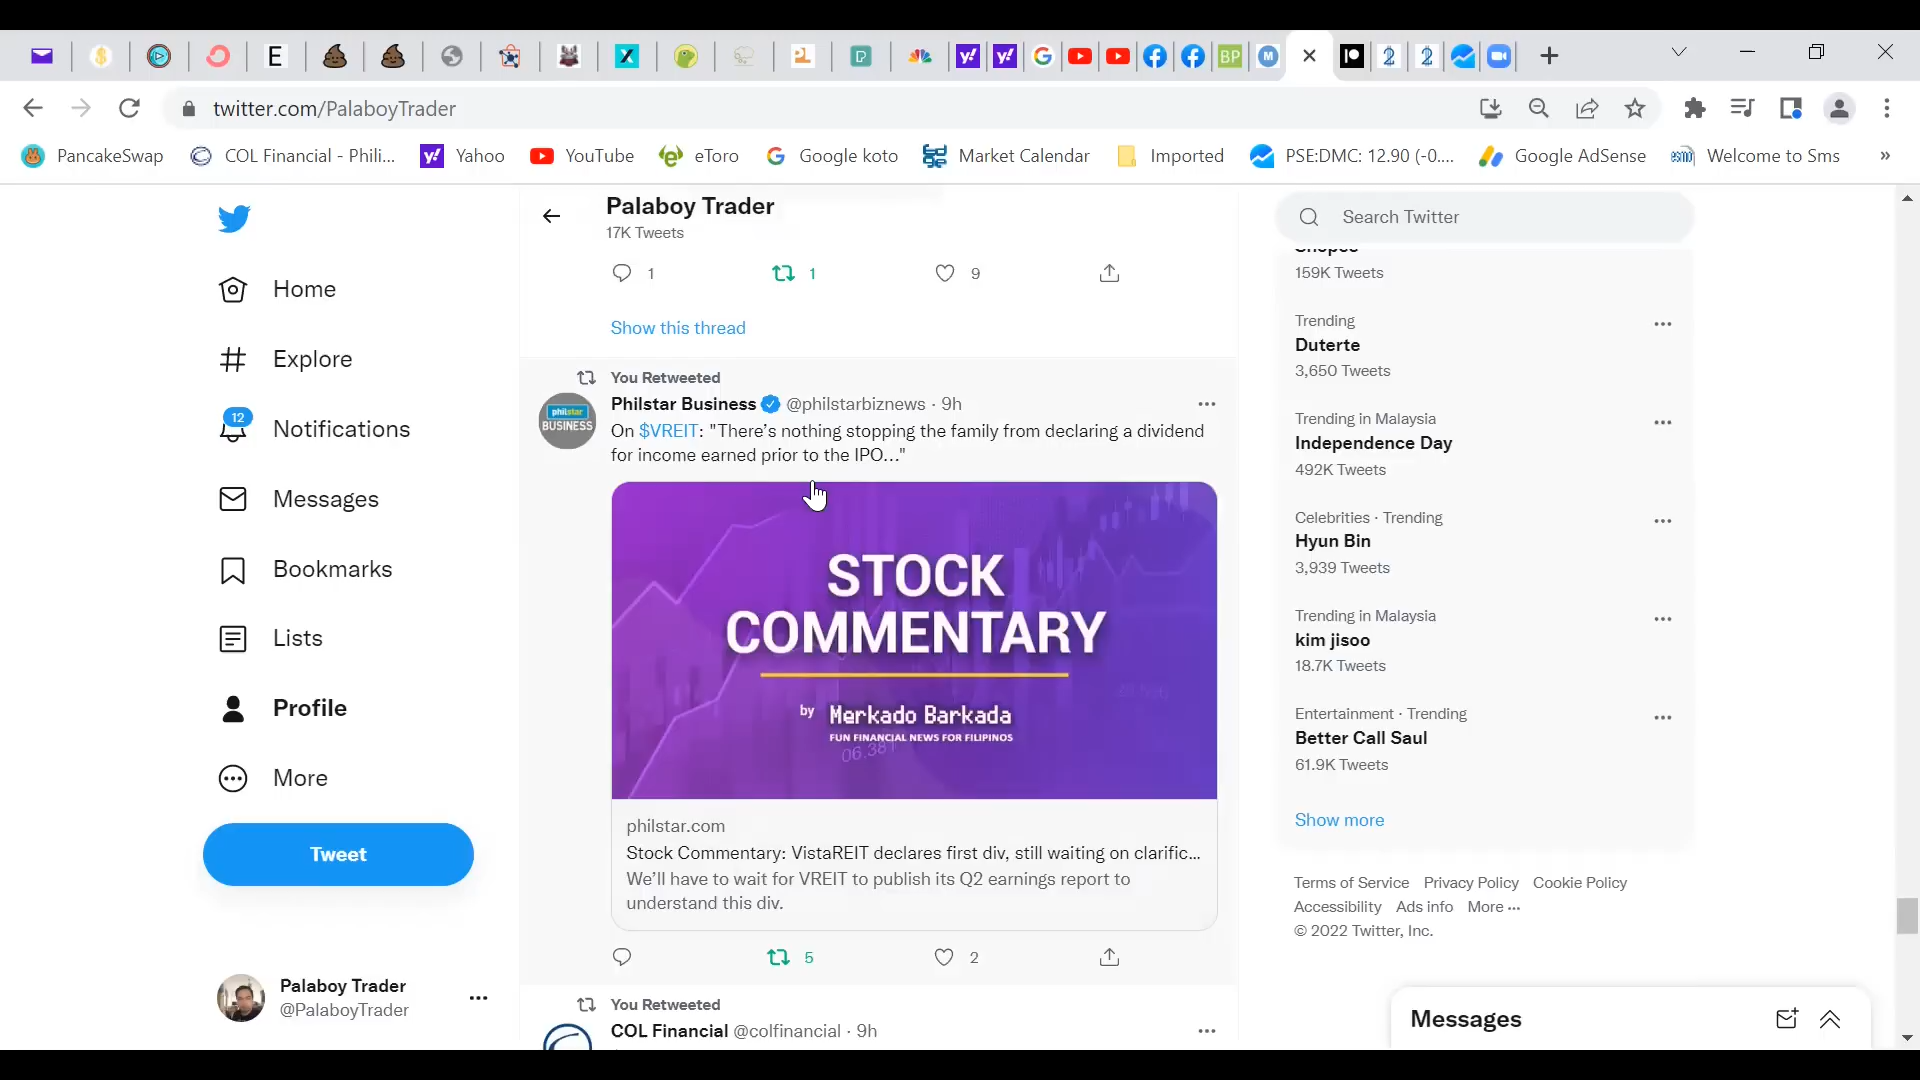 twitter.com/PalaboyTrader
PancakeSwap
COL Financial - Phili...
Yahoo
YouTube
eToro
Google koto
Market Calendar
Imported
PSE:DMC: 12.90 (-0....
Google AdSense
Welcome to Sms
»
Palaboy Trader
17K Tweets
1
1
9
Show this thread
You Retweeted
Philstar Business @philstarbiznews · 9h
On $VREIT: "There's nothing stopping the family from declaring a dividend
for income earned prior to the IPO..."
philstar
BUSINESS
STOCK
COMMENTARY
by Merkado Barkada
FUN FINANCIAL NEWS FOR FILIPINOS
06.381
philstar.com
Stock Commentary: VistaREIT declares first div, still waiting on clarific...
We'll have to wait for VREIT to publish its Q2 earnings report to
understand this div.
5
2
You Retweeted
COL Financial @colfinancial · 9h
Home
Explore
12
Notifications
Messages
Bookmarks
Lists
Profile
More
Tweet
Palaboy Trader
@PalaboyTrader
Search Twitter
Shopee
159K Tweets
Trending
Duterte
3,650 Tweets
Trending in Malaysia
Independence Day
492K Tweets
Celebrities · Trending
Hyun Bin
3,939 Tweets
Trending in Malaysia
kim jisoo
18.7K Tweets
Entertainment · Trending
Better Call Saul
61.9K Tweets
Show more
Terms of Service Privacy Policy Cookie Policy
Accessibility Ads info More ···
© 2022 Twitter, Inc.
Messages